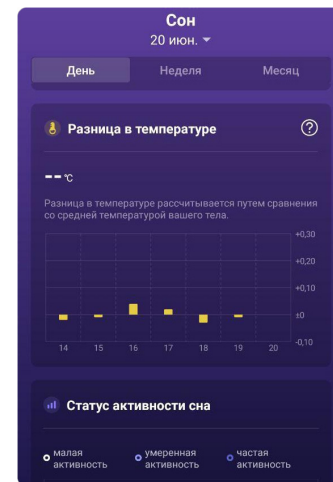 Сон
20 июн.
День Неделя Месяц
Разница в температуре
-- °C
Разница в температуре рассчитывается путем сравнения
со средней температурой вашего тела.
+0,30
+0,20
+0,10
±0
-0,10
14 15 16 17 18 19 20
Статус активности сна
малая активность
умеренная активность
частая активность